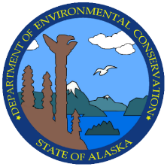 DEPARTMENT OF ENVIRONMENTAL CONSERVATION
STATE OF ALASKA